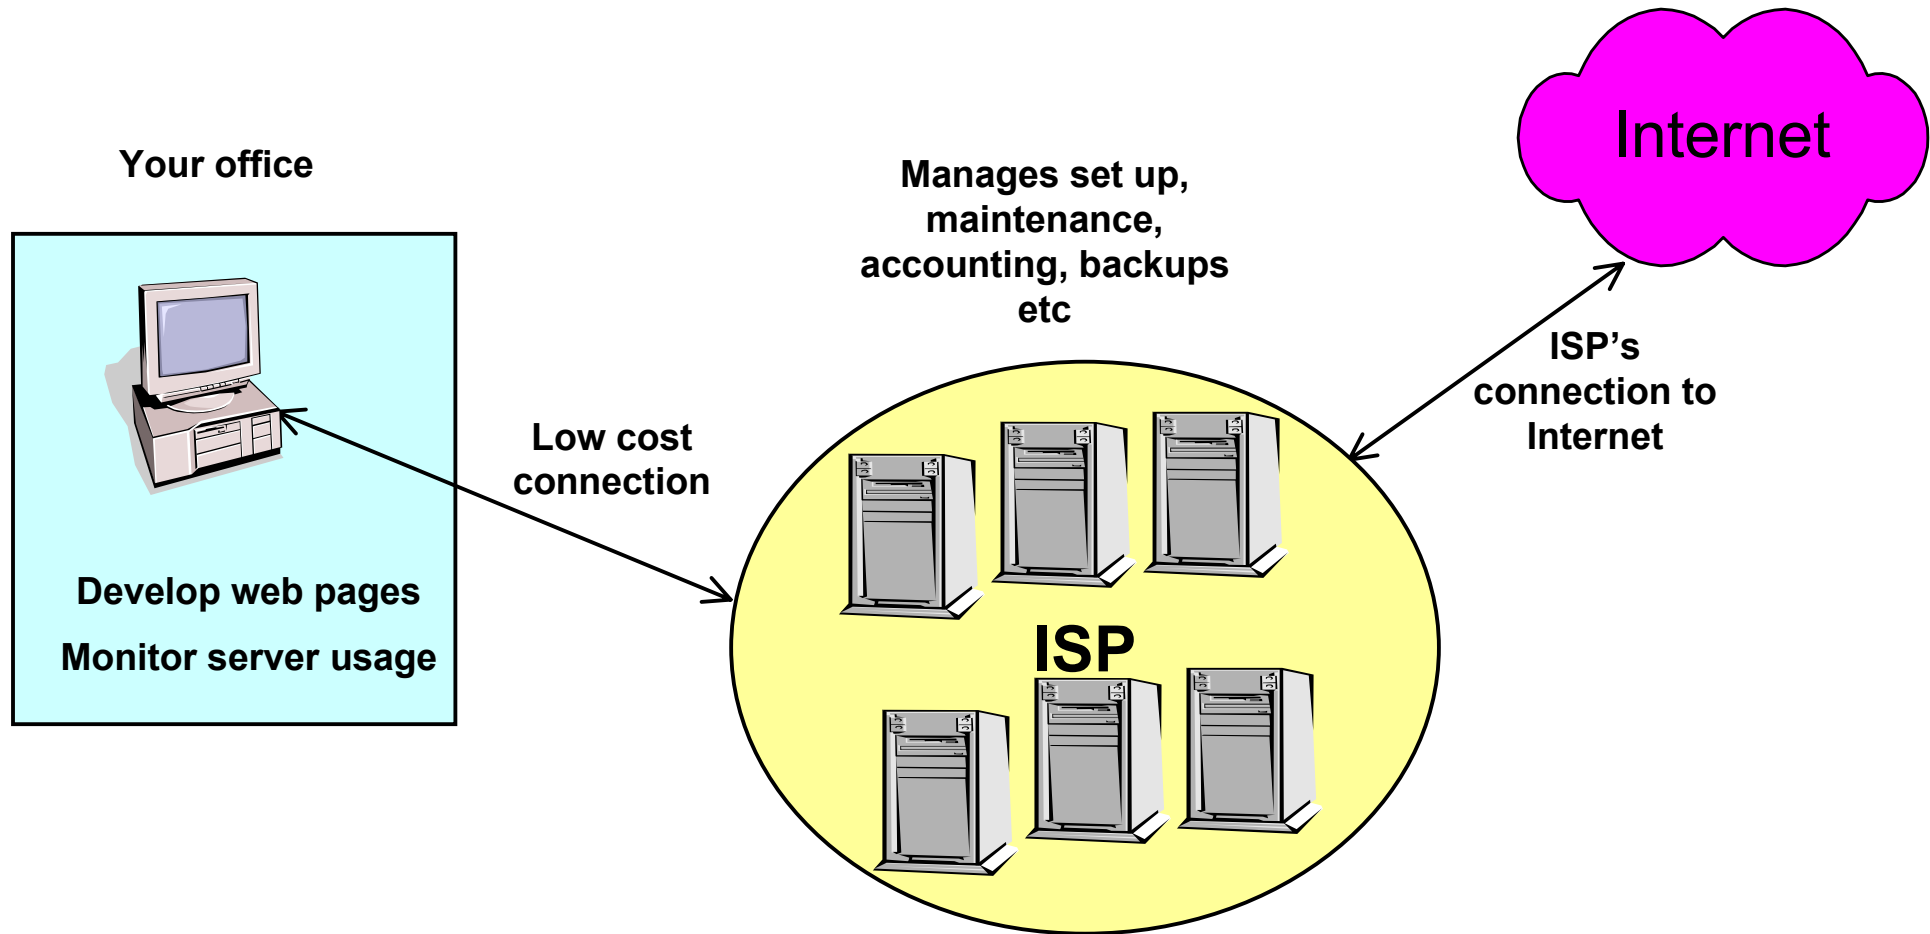 Your office
Develop web pages
Monitor server usage
Low cost
connection
Manages set up,
maintenance,
accounting, backups
etc
ISP
ISP’s
connection to
Internet
Internet